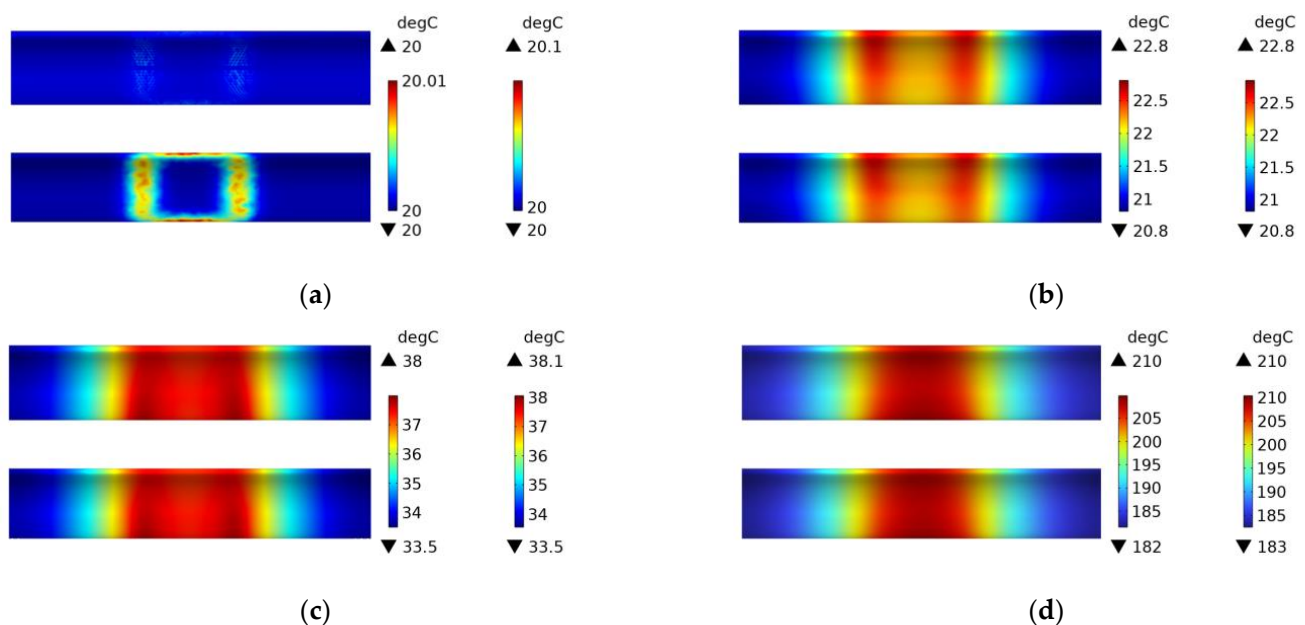 degC degC
▲ 20 ▲ 20.1
20.01
20 20
▼ 20 ▼ 20
(a)
degC degC
▲ 22.8 ▲ 22.8
22.5 22.5
22 22
21.5 21.5
21 21
▼ 20.8 ▼ 20.8
(b)
degC degC
▲ 38 ▲ 38.1
38
37 37
36 36
35 35
34 34
▼ 33.5 ▼ 33.5
(c)
degC degC
▲ 210 ▲ 210
210
205 205
200 200
195 195
190 190
185 185
▼ 182 ▼ 183
(d)